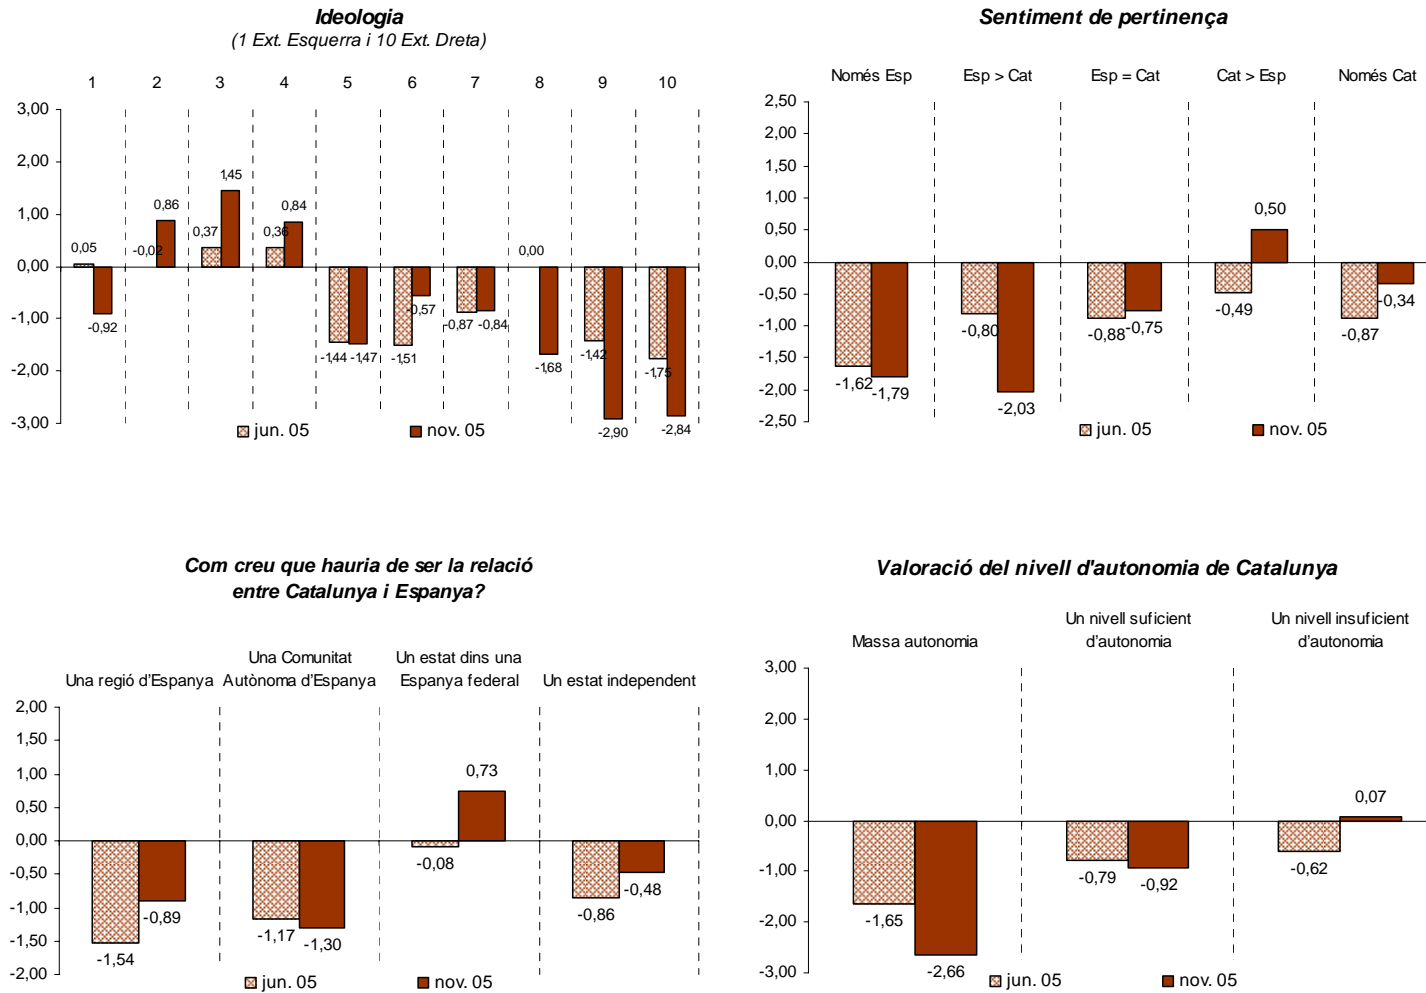 Ideologia
(1 Ext. Esquerra i 10 Ext. Dreta)
1 2 3 4 5 6 7 8 9 10
3,00
2,00
1,00
0,00
-1,00
-2,00
-3,00
0,05 -0,92 -0,02 0,86 0,37 1,45 0,36 0,84 -1,44 -1,47 -1,51 -0,57 -0,87 -0,84 0,00 -1,68 -1,42 -2,90 -1,75 -2,84
jun. 05 nov. 05
Sentiment de pertinença
Només Esp Esp > Cat Esp = Cat Cat > Esp Només Cat
2,50
2,00
1,50
1,00
0,50
0,00
-0,50
-1,00
-1,50
-2,00
-2,50
-1,62 -1,79 -0,80 -2,03 -0,88 -0,75 -0,49 0,50 -0,87 -0,34
jun. 05 nov. 05
Com creu que hauria de ser la relació
entre Catalunya i Espanya?
Una regió d'Espanya
Una Comunitat
Autònoma d'Espanya
Un estat dins una
Espanya federal
Un estat independent
2,00
1,50
1,00
0,50
0,00
-0,50
-1,00
-1,50
-2,00
-1,54 -0,89 -1,17 -1,30 -0,08 0,73 -0,86 -0,48
jun. 05 nov. 05
Valoració del nivell d'autonomia de Catalunya
Massa autonomia
Un nivell suficient
d'autonomia
Un nivell insuficient
d'autonomia
3,00
2,00
1,00
0,00
-1,00
-2,00
-3,00
-1,65 -2,66 -0,79 -0,92 -0,62 0,07
jun. 05 nov. 05